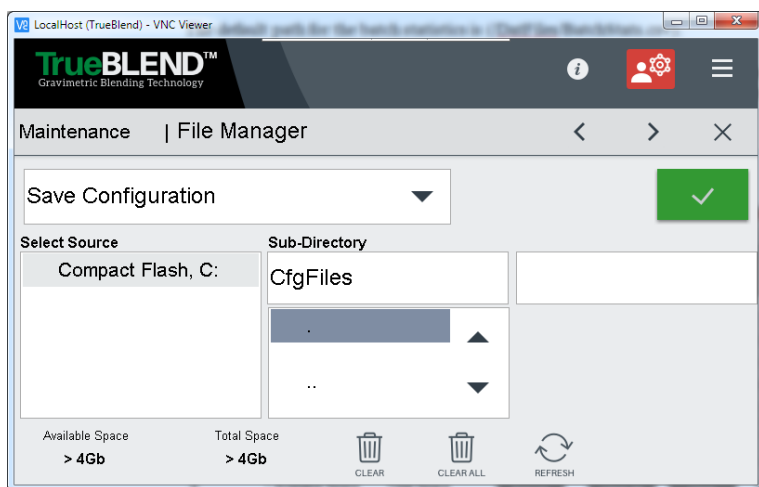 LocalHost (TrueBlend) - VNC Viewer
TrueBLEND™
Gravimetric Blending Technology
Maintenance | File Manager
Save Configuration
Select Source
Sub-Directory
Compact Flash, C:
CfgFiles
.
..
Available Space
Total Space
> 4Gb
> 4Gb
CLEAR
CLEAR ALL
REFRESH